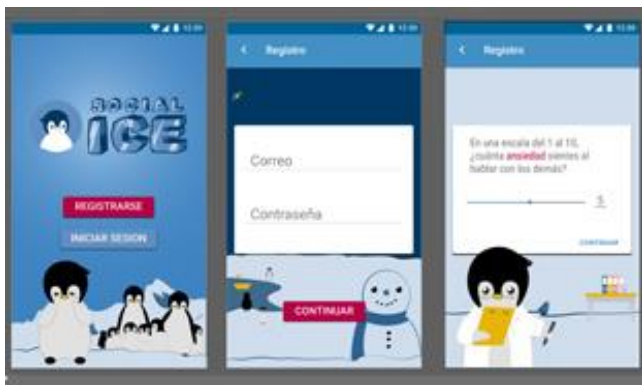 SOCIAL
ICE
REGISTRARSE
INICIAR SESION
Registro
Correo
Contraseña
CONTINUAR
Registro
En una escala del 1 al 10,
¿cuánta ansiedad sientes al
hablar con los demás?
5
CONTINUAR